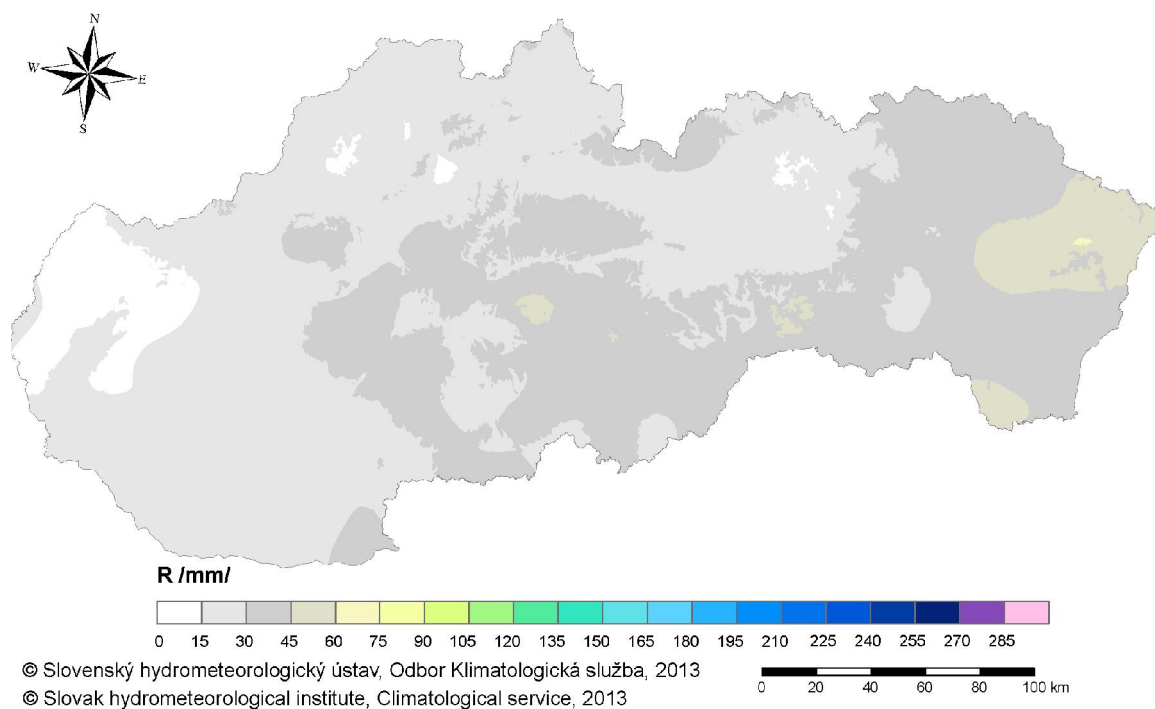 N
W E
S
R /mm/
0 15 30 45 60 75 90 105 120 135 150 165 180 195 210 225 240 255 270 285
© Slovenský hydrometeorologický ústav, Odbor Klimatologická služba, 2013
0 20 40 60 80 100 km
© Slovak hydrometeorological institute, Climatological service, 2013